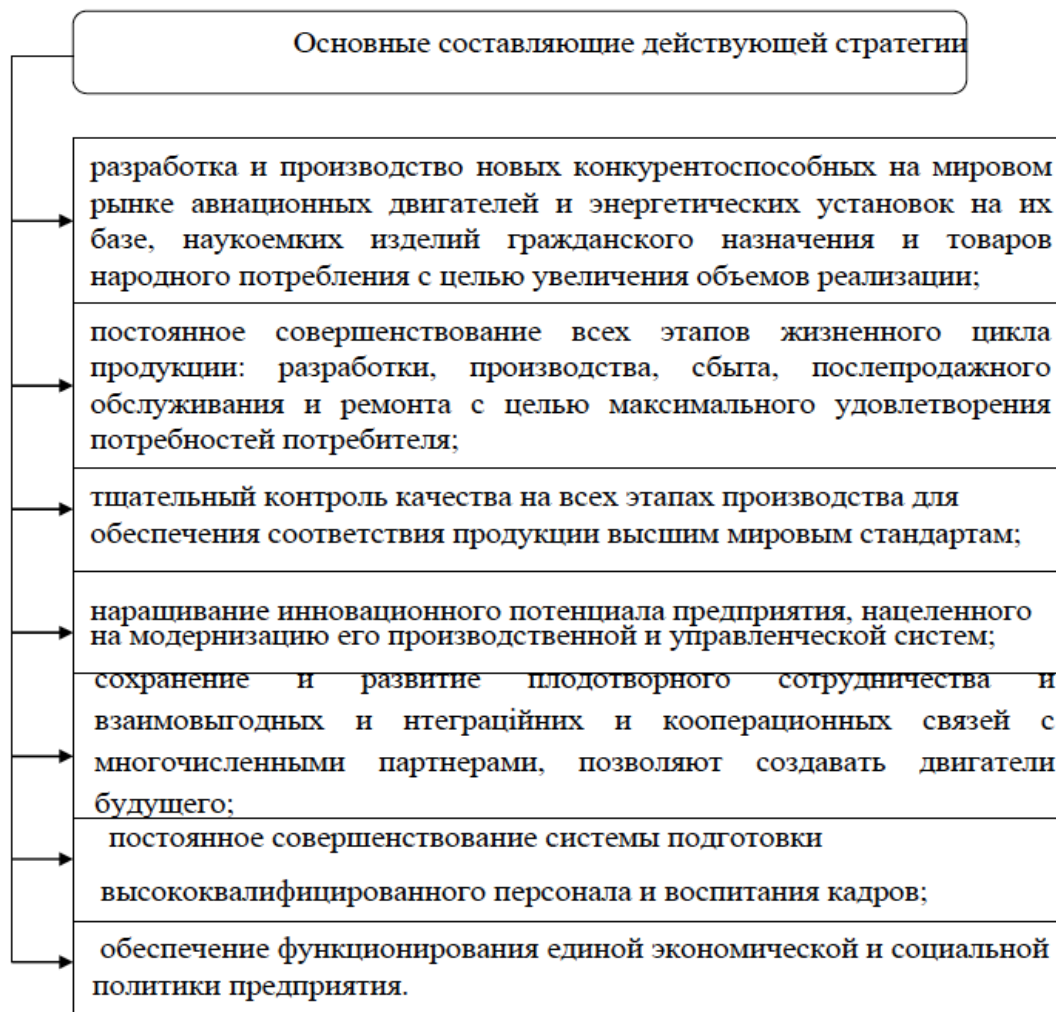 Основные составляющие действующей стратегии
разработка и производство новых конкурентоспособных на мировом
рынке авиационных двигателей и энергетических установок на их
базе, наукоемких изделий гражданского назначения и товаров
народного потребления с целью увеличения объемов реализации;
постоянное совершенствование всех этапов жизненного цикла
продукции: разработки, производства, сбыта, послепродажного
обслуживания и ремонта с целью максимального удовлетворения
потребностей потребителя;
тщательный контроль качества на всех этапах производства для
обеспечения соответствия продукции высшим мировым стандартам;
наращивание инновационного потенциала предприятия, нацеленного
на модернизацию его производственной и управленческой систем;
сохранение и развитие плодотворного сотрудничества и
взаимовыгодных и нтеграційних и кооперационных связей с
многочисленными партнерами, позволяют создавать двигатели
будущего;
постоянное совершенствование системы подготовки
высококвалифицированного персонала и воспитания кадров;
обеспечение функционирования единой экономической и социальной
политики предприятия.